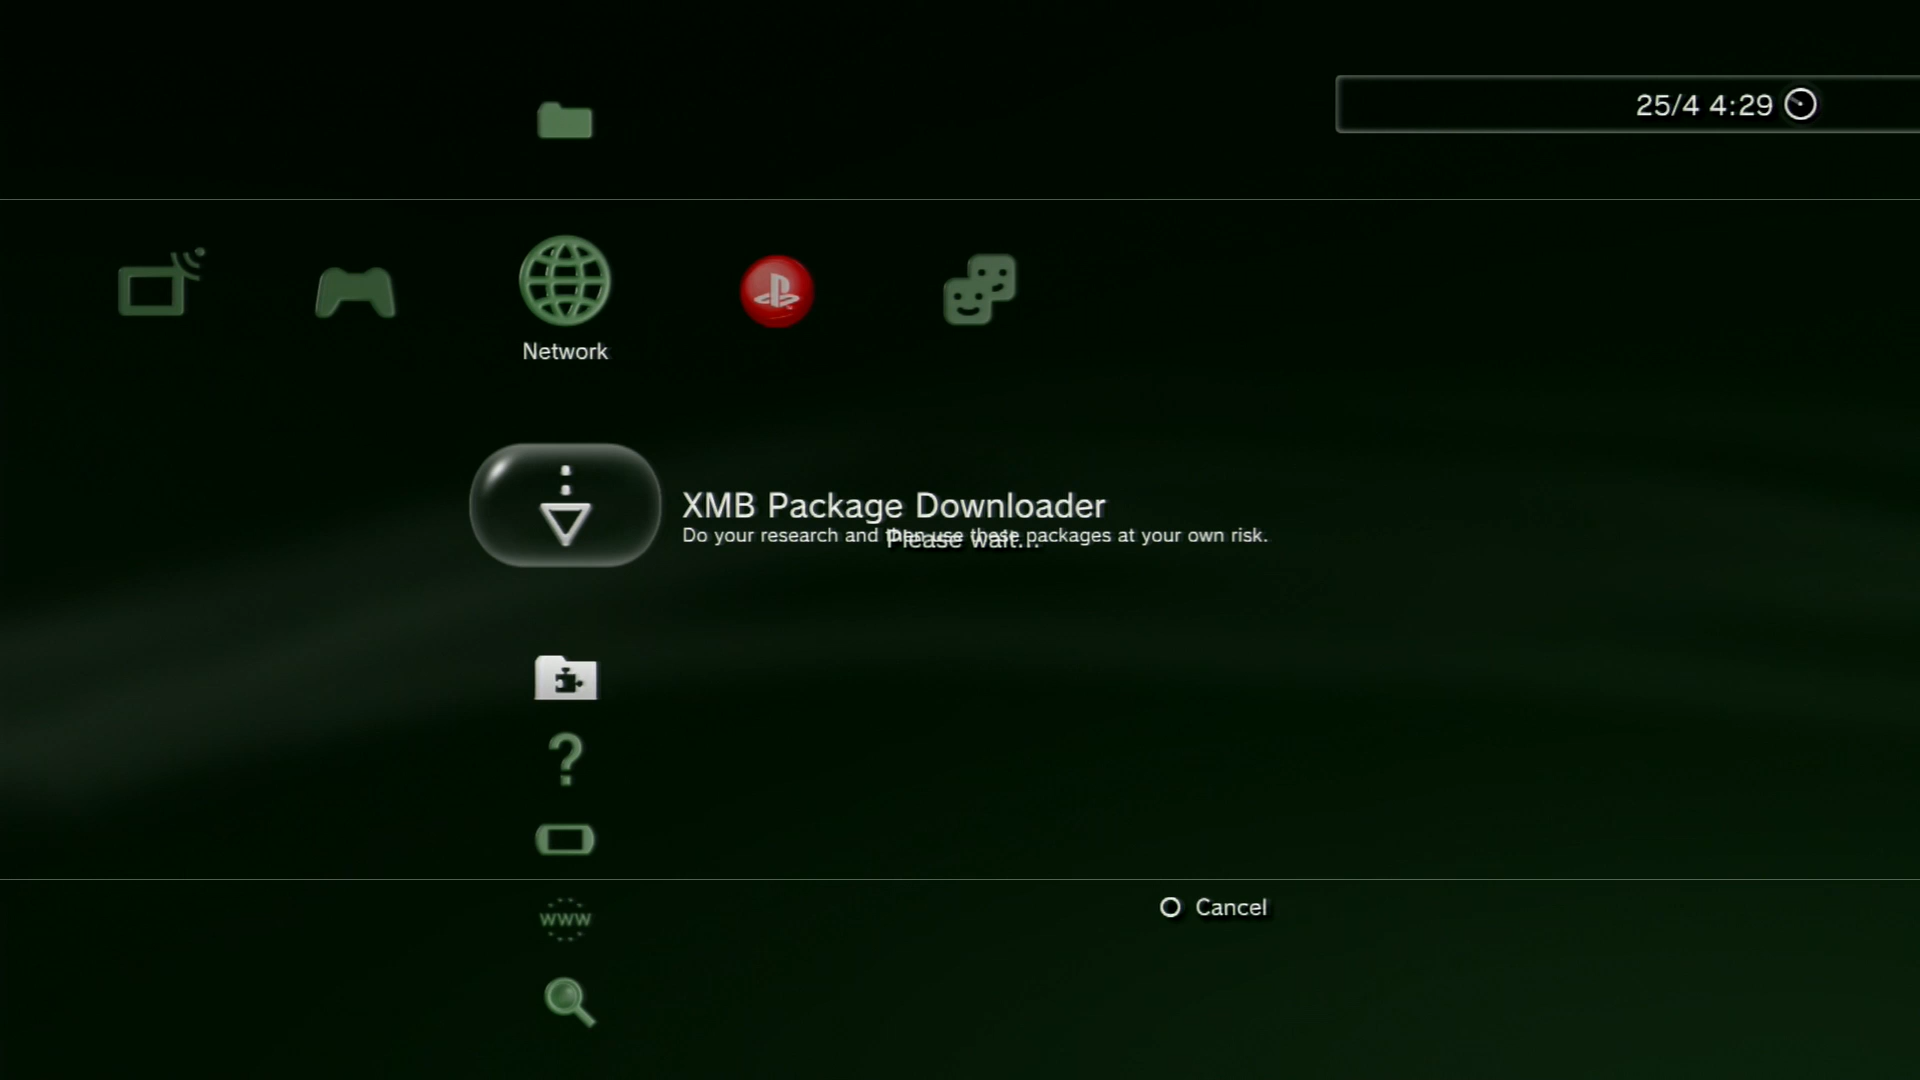 25/4 4:29
Network
XMB Package Downloader
Do your research and then use these packages at your own risk.
Please wait...
www
Cancel